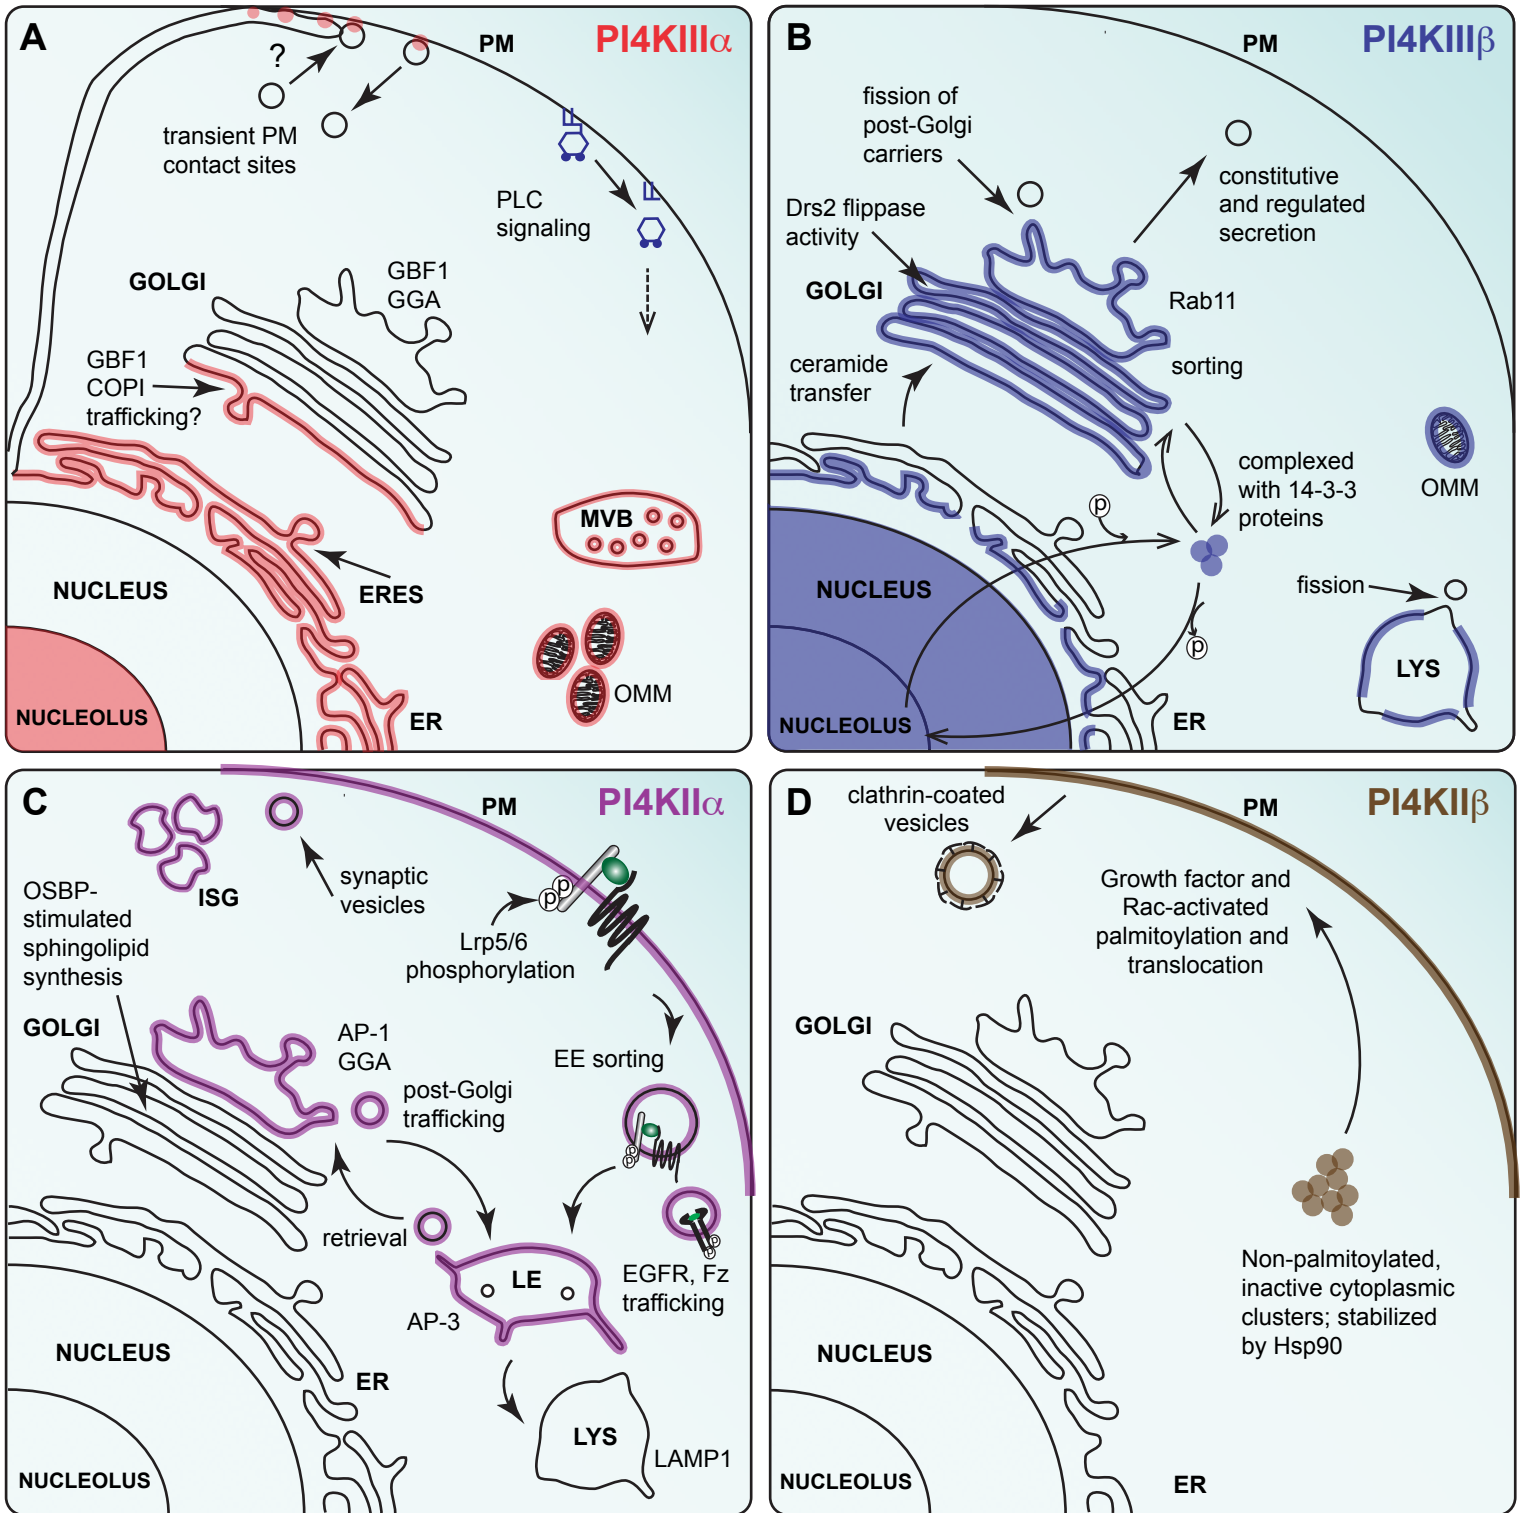 A
PM
PI4KIIIα
?
transient PM
contact sites
PLC
signaling
GOLGI
GBF1
GGA
GBF1
COPI
trafficking?
MVB
NUCLEUS
ERES
OMM
NUCLEOLUS
ER
B
PM
PI4KIIIβ
fission of
post-Golgi
carriers
constitutive
and regulated
secretion
Drs2 flippase
activity
GOLGI
Rab11
ceramide
transfer
sorting
complexed
with 14-3-3
proteins
OMM
p
NUCLEUS
fission
p
LYS
NUCLEOLUS
ER
C
PM
PI4KIIα
ISG
synaptic
vesicles
OSBP-
stimulated
sphingolipid
synthesis
p
p
Lrp5/6
phosphorylation
GOLGI
AP-1
GGA
EE sorting
post-Golgi
trafficking
p
p
retrieval
p
p
LE
EGFR, Fz
trafficking
AP-3
NUCLEUS
ER
LYS
LAMP1
NUCLEOLUS
D
clathrin-coated
vesicles
PM
PI4KIIβ
Growth factor and
Rac-activated
palmitoylation and
translocation
GOLGI
Non-palmitoylated,
inactive cytoplasmic
clusters; stabilized
by Hsp90
NUCLEUS
NUCLEOLUS
ER